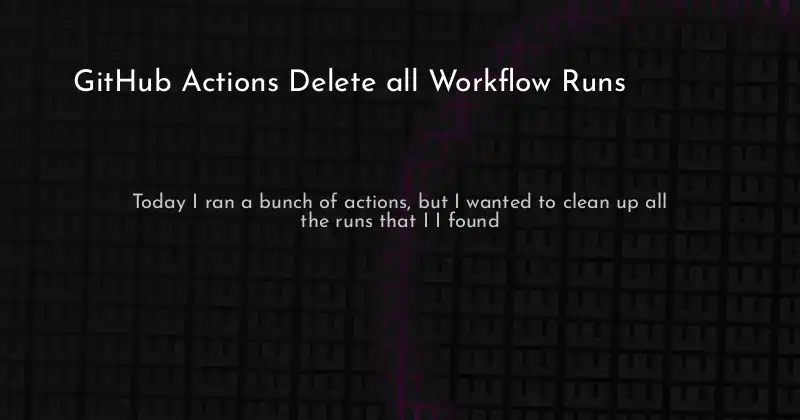 GitHub Actions Delete all Workflow Runs
Today I ran a bunch of actions, but I wanted to clean up all
the runs that I I found